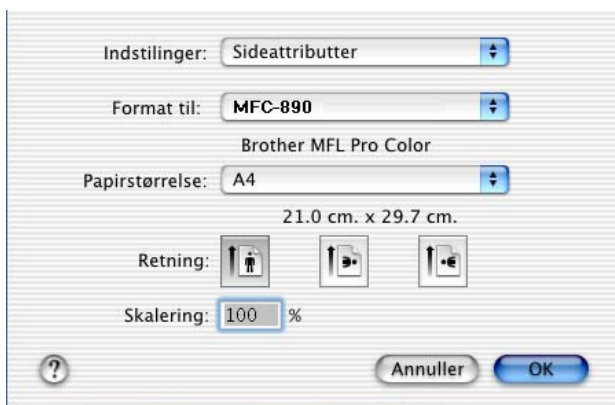 Indstilinger: Sideattributter
Format til: MFC-890
Brother MFL Pro Color
Papirstørrelse: A4
21.0 cm. x 29.7 cm.
Retning:
Skalering: 100 %
? Annuller OK